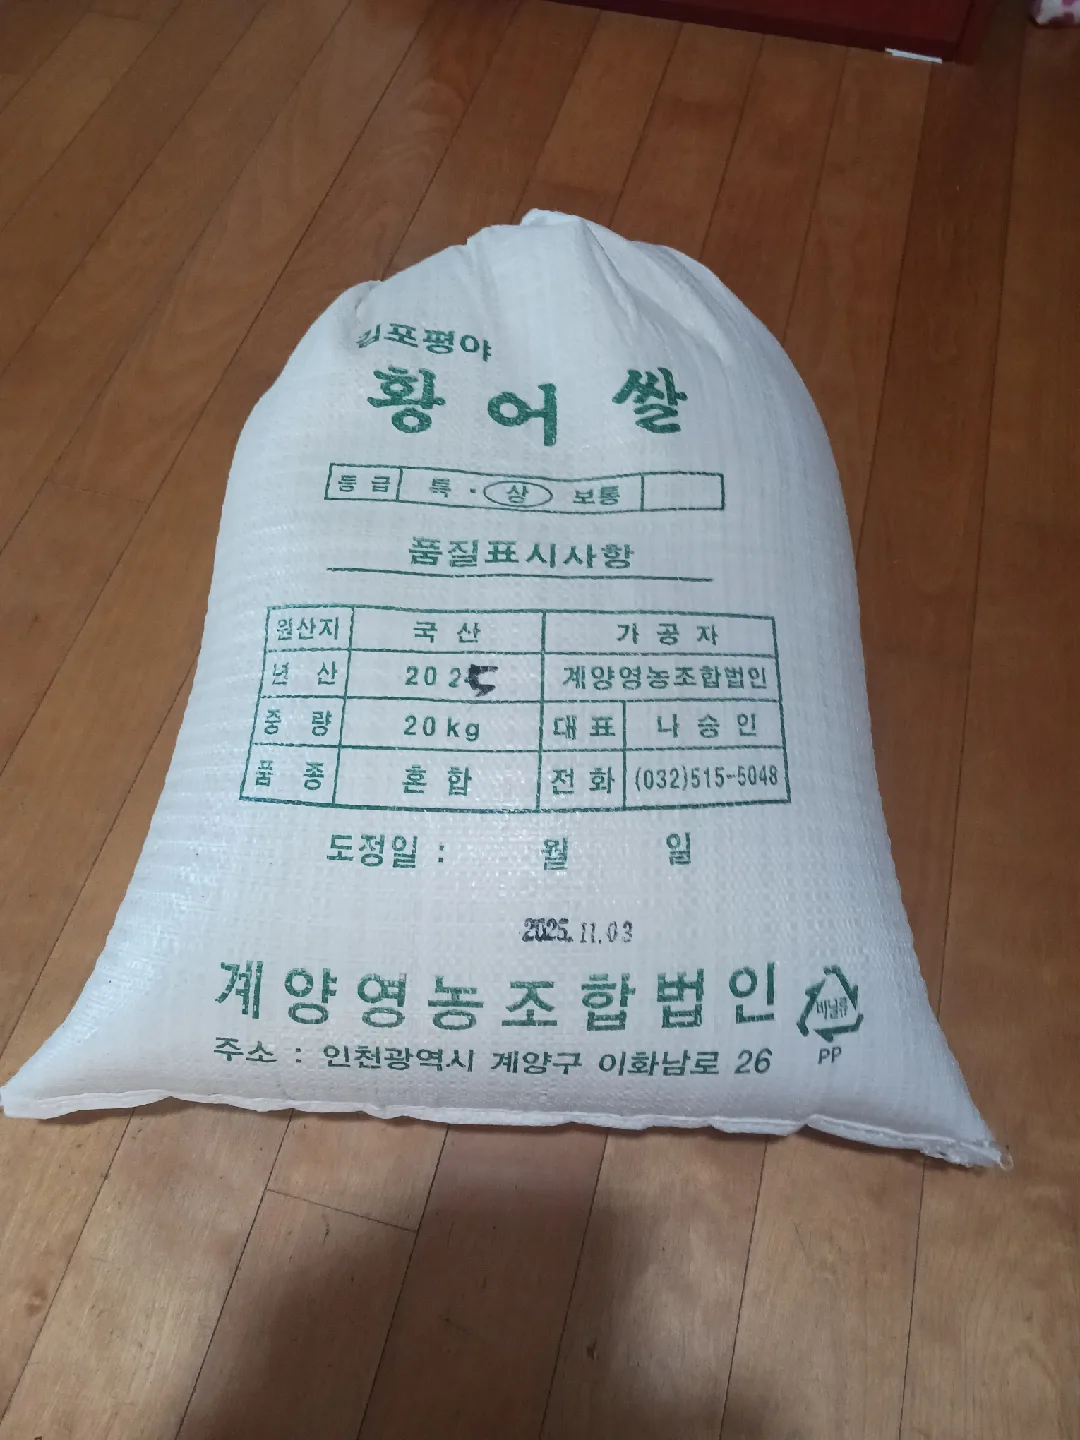 김포평야
황어쌀
등급 특 · 상 보통
품질표시사항
원산지 국산 가공자
년산 2025 계양영농조합법인
중량 20kg 대표 나승인
품종 혼합 전화 (032)515-5048
도정일 : 월 일
2025.11.03
계양영농조합법인
주소 : 인천광역시 계양구 이화남로 26
비닐류
PP